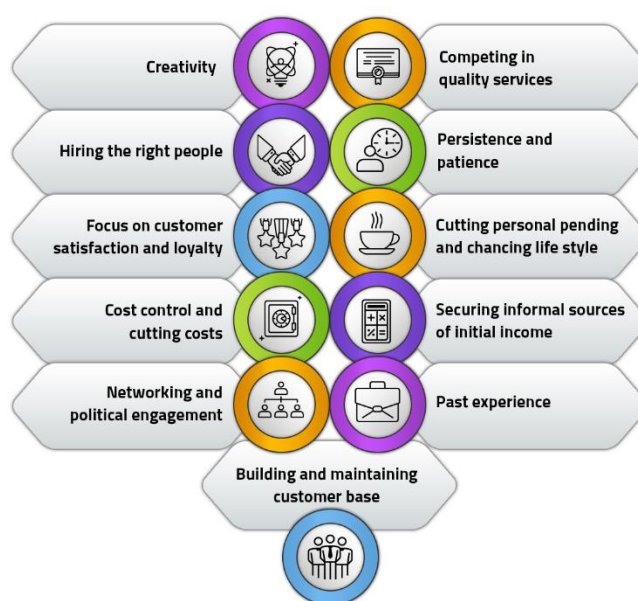 Creativity
Competing in
quality services
Hiring the right people
Persistence and
patience
Focus on customer
satisfaction and loyalty
Cutting personal pending
and chancing life style
Cost control and
cutting costs
Securing informal sources
of initial income
Networking and
political engagement
Past experience
Building and maintaining
customer base